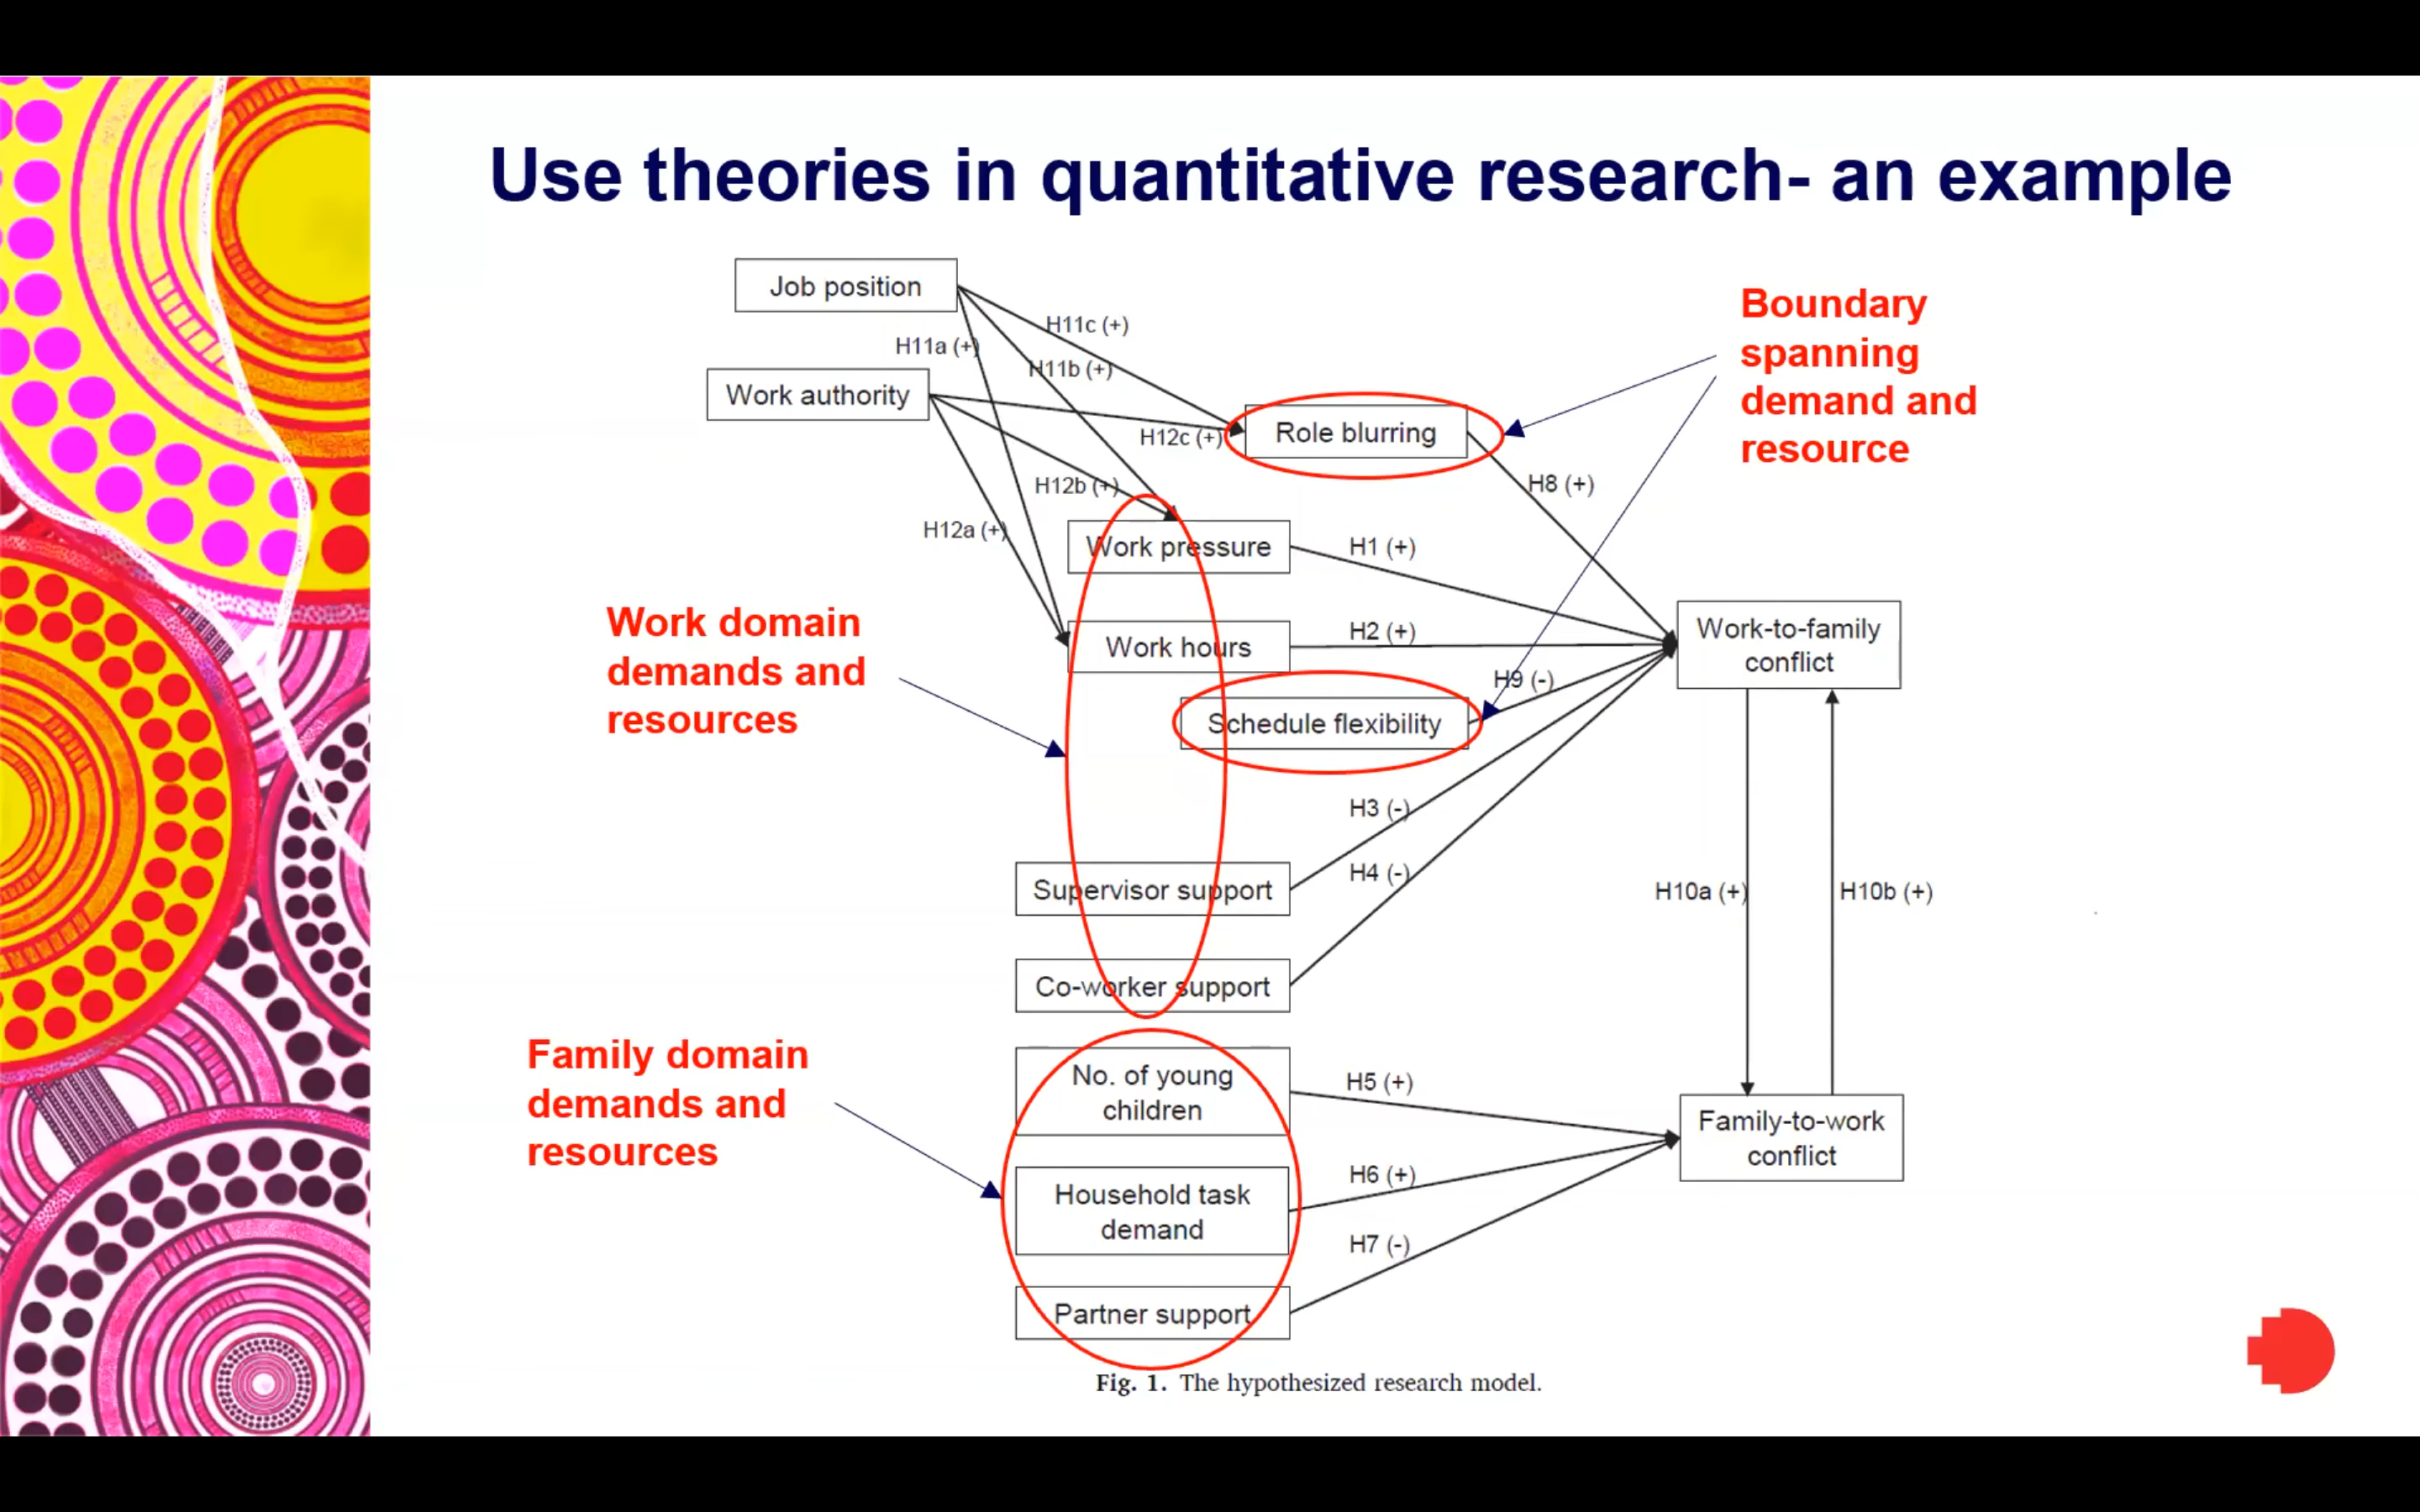 Use theories in quantitative research- an example
Job position
Work authority
H11c (+)
H11a (+)
H11b (+)
H12c (+)
H12b (+)
H12a (+)
Role blurring
Boundary
spanning
demand and
resource
H8 (+)
Work pressure
H1 (+)
Work domain
demands and
resources
Work hours
H2 (+)
Work-to-family
conflict
H9 (-)
Schedule flexibility
H3 (-)
Supervisor support
H4 (-)
Co-worker support
H10a (+)
H10b (+)
Family domain
demands and
resources
No. of young
children
H5 (+)
Household task
demand
H6 (+)
Family-to-work
conflict
H7 (-)
Partner support
Fig. 1. The hypothesized research model.